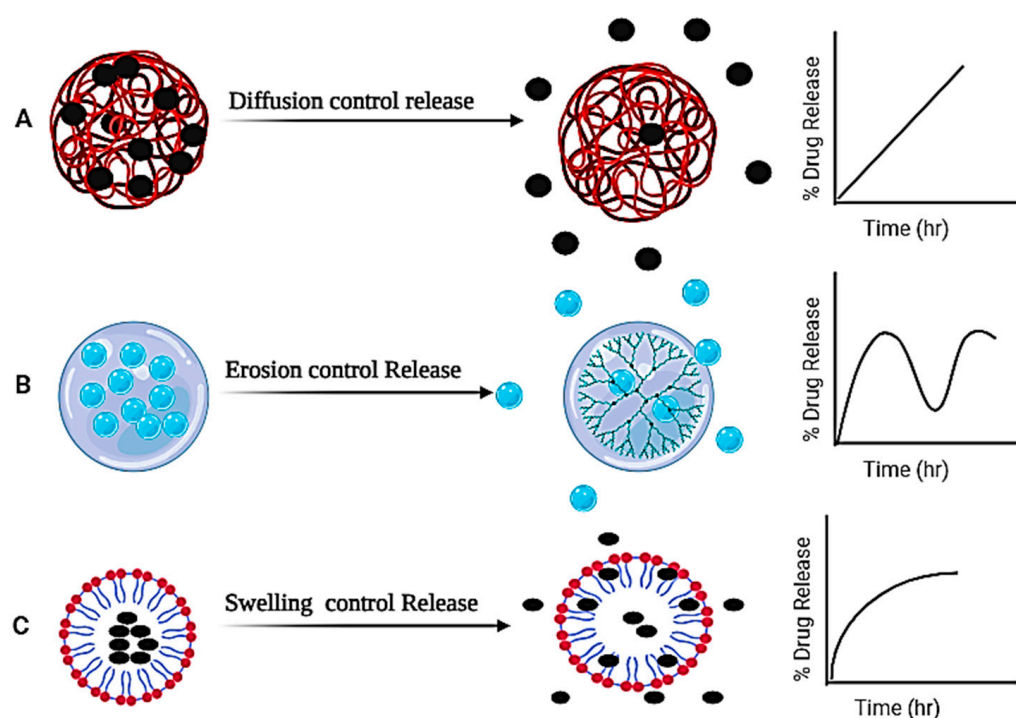 A
Diffusion control release
% Drug Release
Time (hr)
B
Erosion control Release
% Drug Release
Time (hr)
C
Swelling control Release
% Drug Release
Time (hr)